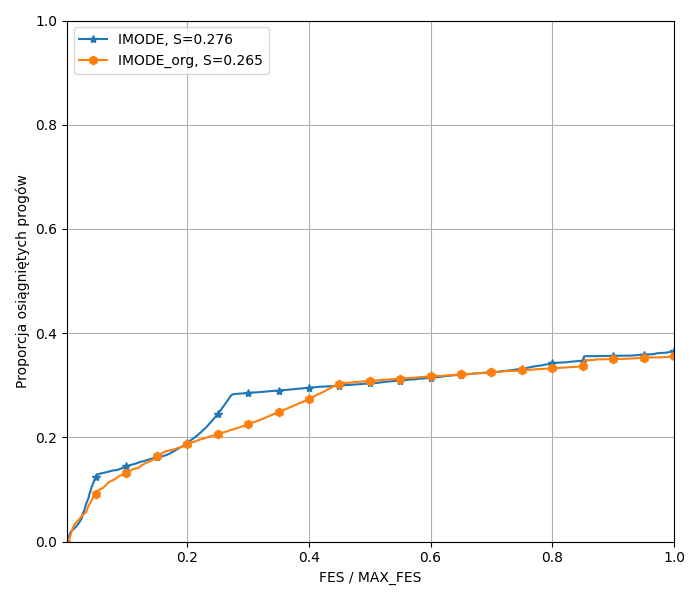 IMODE, S=0.276
IMODE_org, S=0.265
Proporcja osiągniętych progów
1.0
0.8
0.6
0.4
0.2
0.0
0.2
0.4
0.6
0.8
1.0
FES / MAX_FES